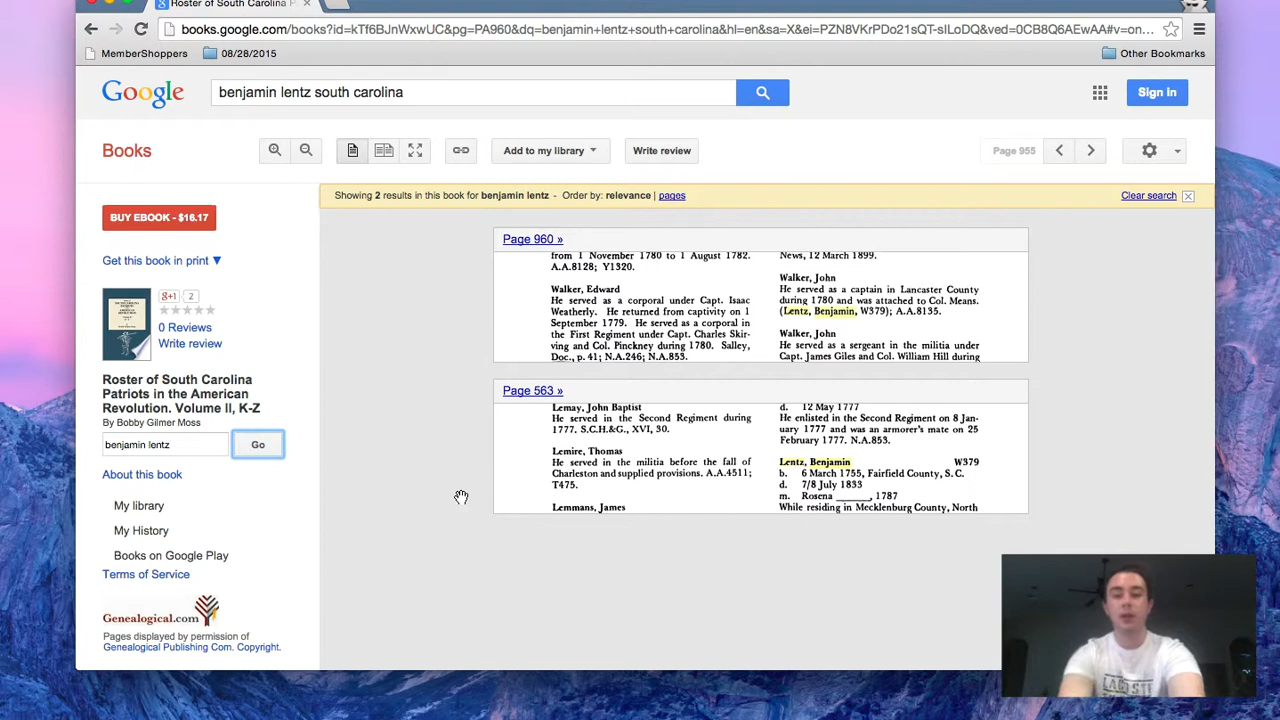 Roster of South Carolina P
books.google.com/books?id=kTf6BJnWxwUC&pg=PA960&dq=benjamin+lentz+south+carolina&hl=en&sa=X&ei=PZN8VKrPDo21sQT-sILoDQ&ved=0CB8Q6AEwAA#v=on...
MemberShoppers
08/28/2015
Other Bookmarks
Google
benjamin lentz south carolina
Sign in
Books
Add to my library
Write review
Page 955
Showing 2 results in this book for benjamin lentz - Order by: relevance | pages
Clear search
BUY EBOOK - $16.17
Get this book in print ▼
g+1 2
0 Reviews
Write review
Roster of South Carolina
Patriots in the American
Revolution. Volume II, K-Z
By Bobby Gilmer Moss
benjamin lentz
Go
About this book
My library
My History
Books on Google Play
Terms of Service
Genealogical.com
Pages displayed by permission of
Genealogical Publishing Com. Copyright.
Page 960 »
from 1 November 1780 to 1 August 1782.
A.A.8128; Y1320.
Walker, Edward
He served as a corporal under Capt. Isaac
Weatherly. He returned from captivity on 1
September 1779. He served as a corporal in
the First Regiment under Capt. Charles Skir-
ving and Col. Pinckney during 1780. Salley,
Doc., p. 41; N.A.246; N.A.853.
News, 12 March 1899.
Walker, John
He served as a captain in Lancaster County
during 1780 and was attached to Col. Means.
(Lentz, Benjamin, W379); A.A.8135.
Walker, John
He served as a sergeant in the militia under
Capt. James Giles and Col. William Hill during
Page 563 »
Lemay, John Baptist
He served in the Second Regiment during
1777. S.C.H.&G., XVI, 30.
Lemire, Thomas
He served in the militia before the fall of
Charleston and supplied provisions. A.A.4511;
T475.
Lemmans, James
d. 12 May 1777
He enlisted in the Second Regiment on 8 Jan-
uary 1777 and was an armorer's mate on 25
February 1777. N.A.853.
Lentz, Benjamin W379
b. 6 March 1755, Fairfield County, S.C.
d. 7/8 July 1833
m. Rosena ______, 1787
While residing in Mecklenburg County, North